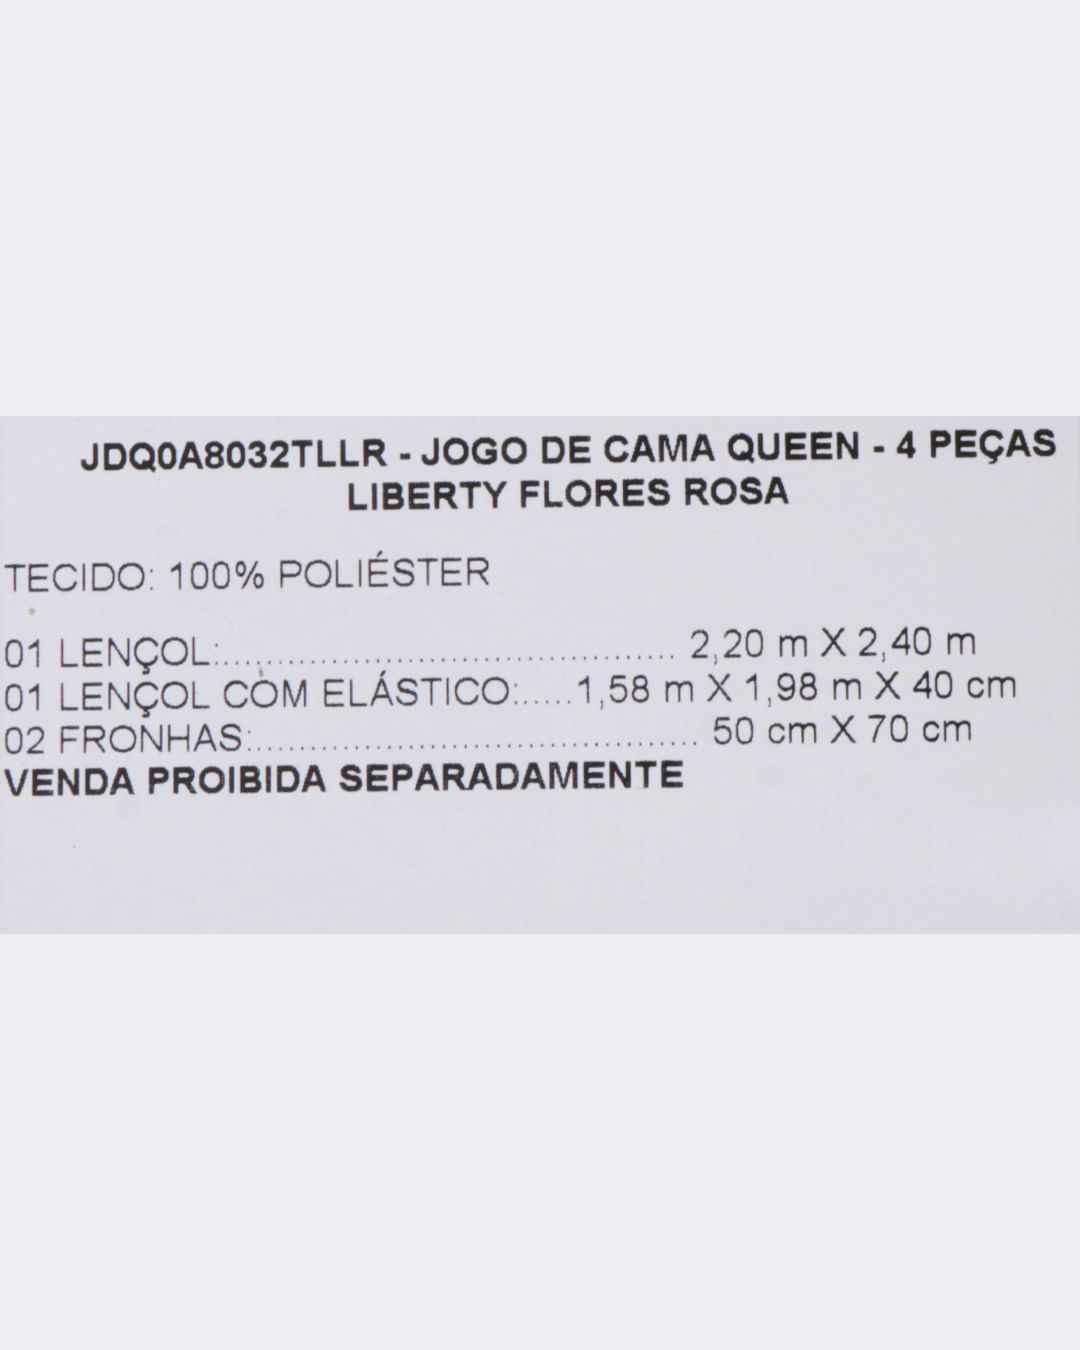 JDQ0A8032TLLR - JOGO DE CAMA QUEEN - 4 PEÇAS
LIBERTY FLORES ROSA
TECIDO: 100% POLIÉSTER
01 LENÇOL:.......................................... 2,20 m X 2,40 m
01 LENÇOL COM ELÁSTICO:.....1,58 m X 1,98 m X 40 cm
02 FRONHAS:......................................... 50 cm X 70 cm
VENDA PROIBIDA SEPARADAMENTE